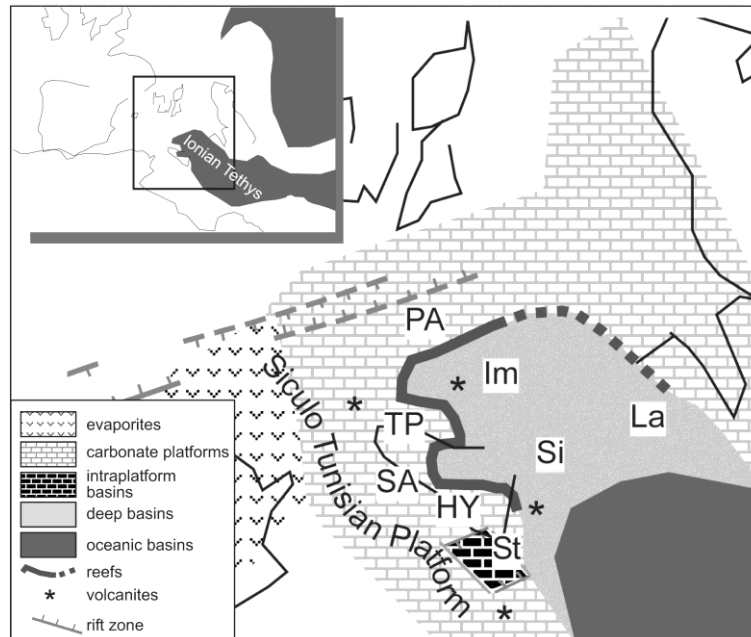 Ionian Tethys
PA
Im
La
TP
Si
SA
HY
St
Siculo Tunisian Platform
evaporites
carbonate platforms
intraplatform
basins
deep basins
oceanic basins
reefs
* volcanites
rift zone